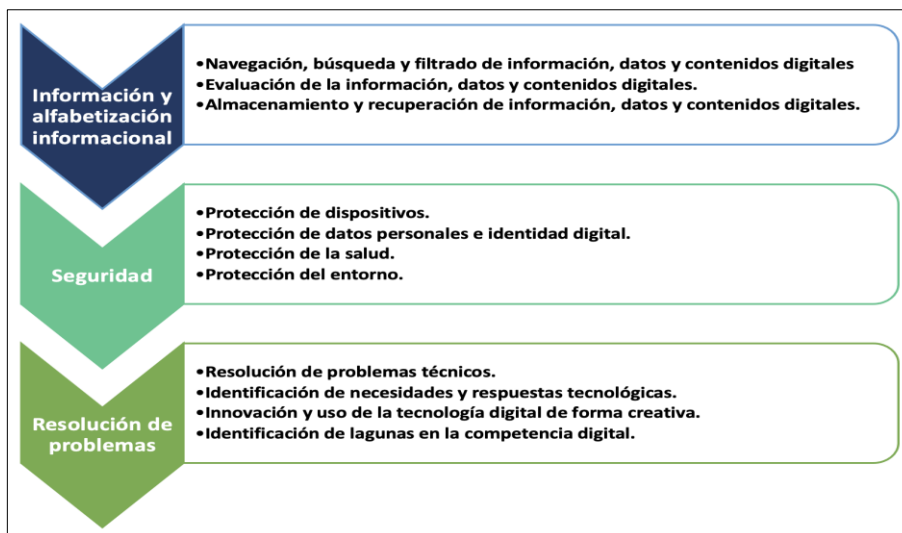 Información y
alfabetización
informacional
•Navegación, búsqueda y filtrado de información, datos y contenidos digitales
•Evaluación de la información, datos y contenidos digitales.
•Almacenamiento y recuperación de información, datos y contenidos digitales.
Seguridad
•Protección de dispositivos.
•Protección de datos personales e identidad digital.
•Protección de la salud.
•Protección del entorno.
Resolución de
problemas
•Resolución de problemas técnicos.
•Identificación de necesidades y respuestas tecnológicas.
•Innovación y uso de la tecnología digital de forma creativa.
•Identificación de lagunas en la competencia digital.